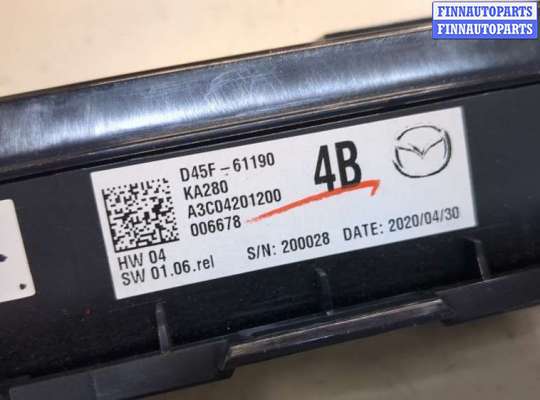 FINNAUTOPARTS
FINNAUTOPARTS
D45F-61190
KA280
A3C04201200
006678
4B
HW 04
SW 01.06.rel
S/N: 200028 DATE: 2020/04/30